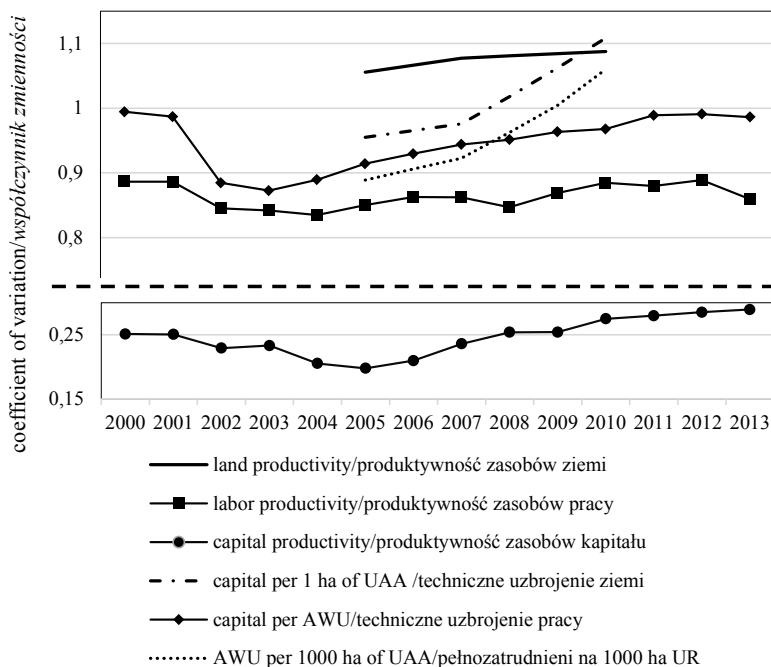 coefficient of variation/współczynnik zmienności
1,1
1
0,9
0,8
0,25
0,15
2000 2001 2002 2003 2004 2005 2006 2007 2008 2009 2010 2011 2012 2013
land productivity/produktywność zasobów ziemi
labor productivity/produktywność zasobów pracy
capital productivity/produktywność zasobów kapitału
capital per 1 ha of UAA /techniczne uzbrojenie ziemi
capital per AWU/techniczne uzbrojenie pracy
AWU per 1000 ha of UAA/pełnozatrudnieni na 1000 ha UR